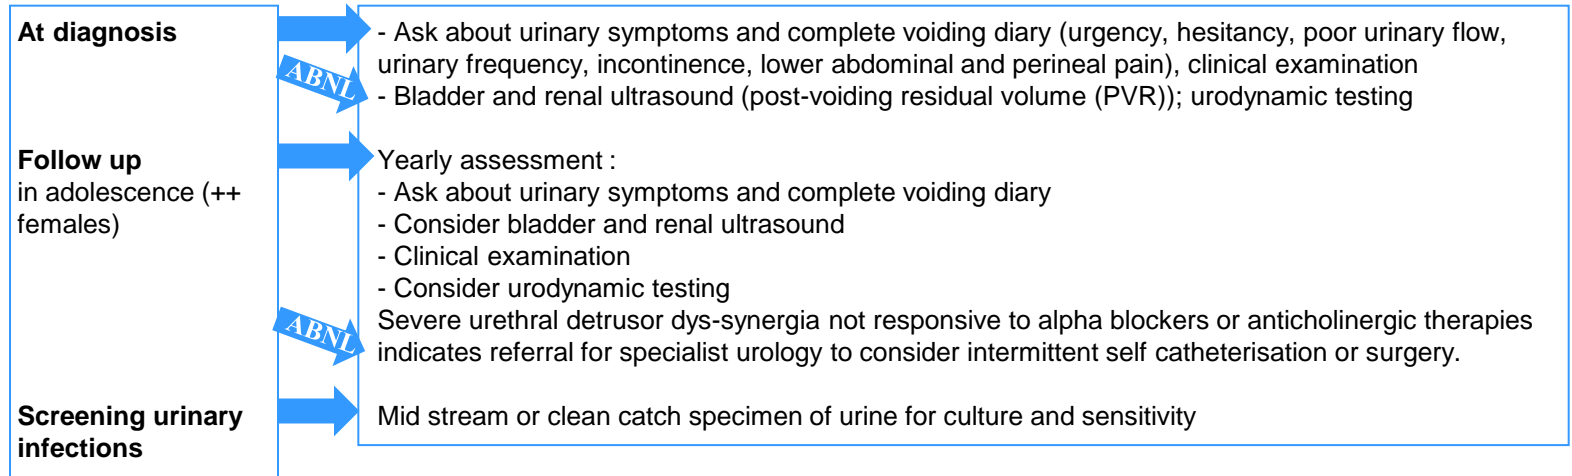 At diagnosis
- Ask about urinary symptoms and complete voiding diary (urgency, hesitancy, poor urinary flow,
urinary frequency, incontinence, lower abdominal and perineal pain), clinical examination
ABNL
- Bladder and renal ultrasound (post-voiding residual volume (PVR)); urodynamic testing
Follow up
in adolescence (++
females)
Yearly assessment :
- Ask about urinary symptoms and complete voiding diary
- Consider bladder and renal ultrasound
- Clinical examination
- Consider urodynamic testing
ABNL
Severe urethral detrusor dys-synergia not responsive to alpha blockers or anticholinergic therapies
indicates referral for specialist urology to consider intermittent self catheterisation or surgery.
Screening urinary
infections
Mid stream or clean catch specimen of urine for culture and sensitivity